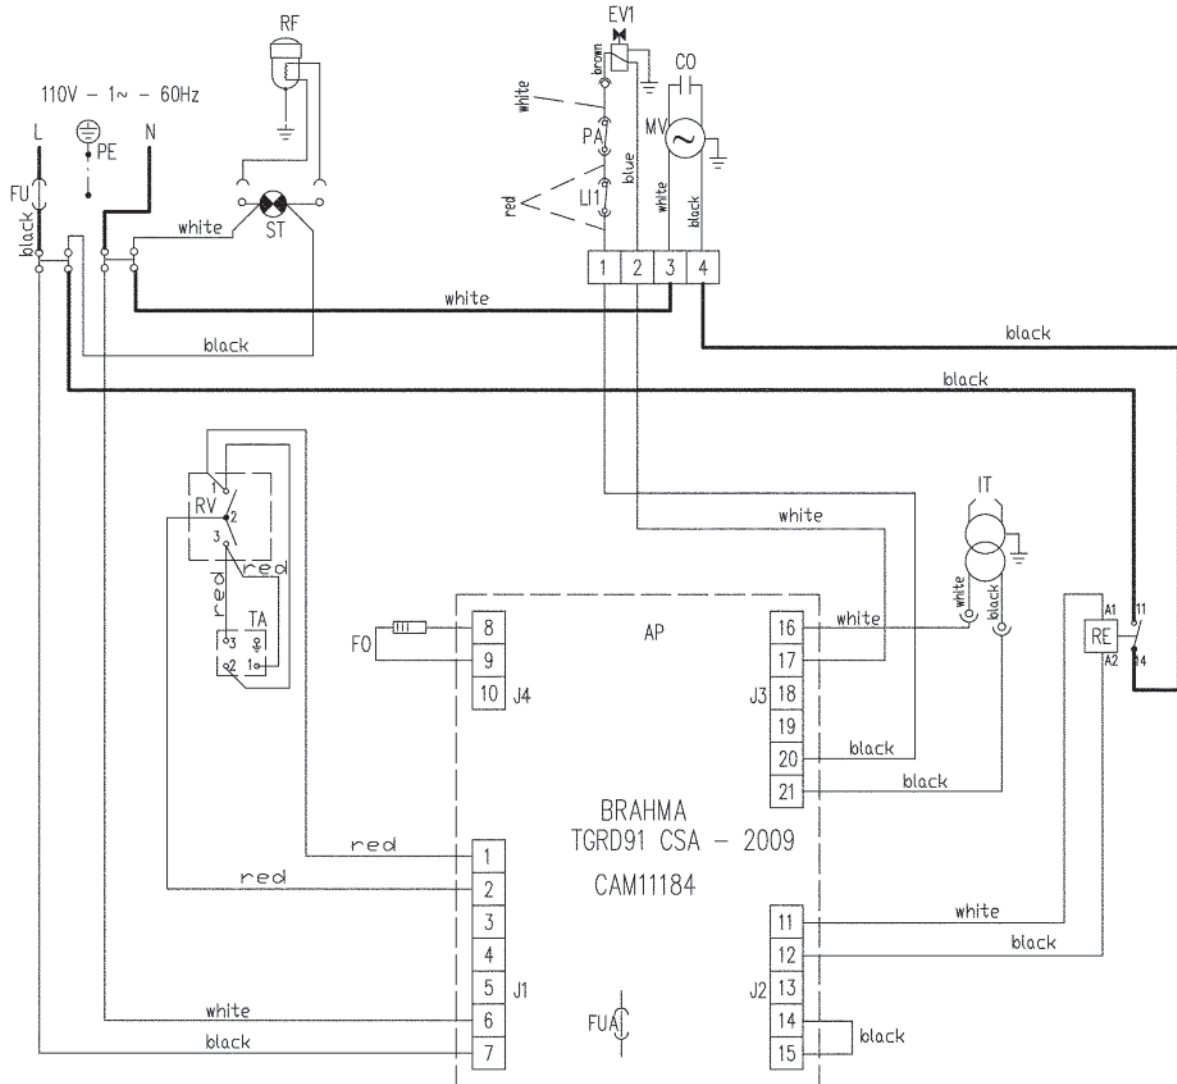 EV1
RF
CO
110V - 1~ - 60Hz
brown
white
L
PE
N
PA
MV
FU
blue
LI1
red
white
black
black
white
ST
1 2 3 4
white
black
black
black
1
RV
2
3
red
red
TA
3
2
1
IT
white
white
black
A1
11
RE
A2
14
FO
8
9
10
J4
AP
white
16
17
J3
18
19
20
21
black
black
BRAHMA
TGRD91 CSA - 2009
CAM11184
red
red
1
2
3
4
5
6
7
J1
white
black
FUA
11
12
13
14
15
J2
white
black
black